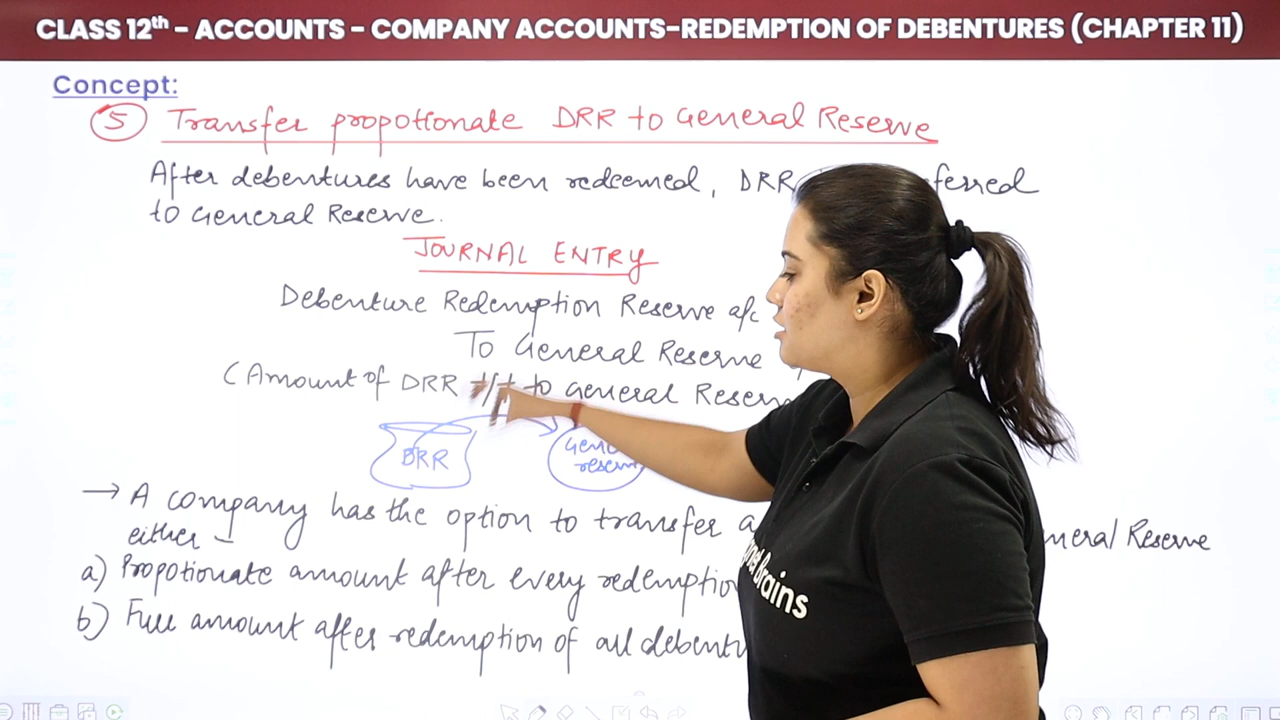 CLASS 12th - ACCOUNTS - COMPANY ACCOUNTS-REDEMPTION OF DEBENTURES (CHAPTER 11)
Concept:
5 Transfer propotionate DRR to General Reserve
After debentures have been redeemed, DRR
to General Reserve.
JOURNAL ENTRY
Debenture Redemption Reserve a/c
To General Reserve
(Amount of DRR t/f to General
DRR
→ A company has the option to transfer General Reserve
either -
a) Propotionate amount after every redemption
b) Full amount after redemption of all